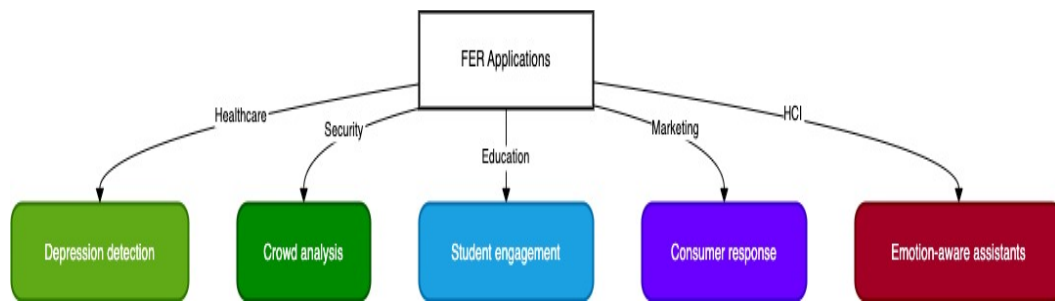 FER Applications
Healthcare
Security
Education
Marketing
HCI
Depression detection
Crowd analysis
Student engagement
Consumer response
Emotion-aware assistants